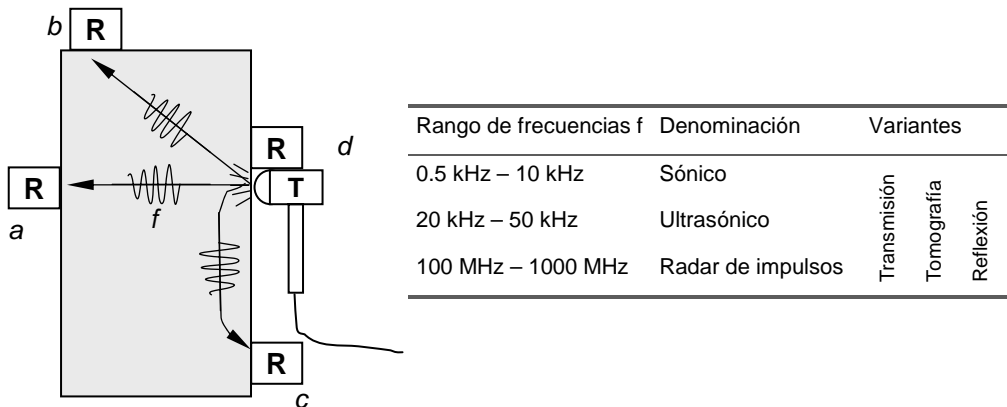 b R
R d
T
R
a
f
R
c
Rango de frecuencias f Denominación Variantes
0.5 kHz – 10 kHz Sónico
20 kHz – 50 kHz Ultrasónico
100 MHz – 1000 MHz Radar de impulsos
Transmisión
Tomografía
Reflexión